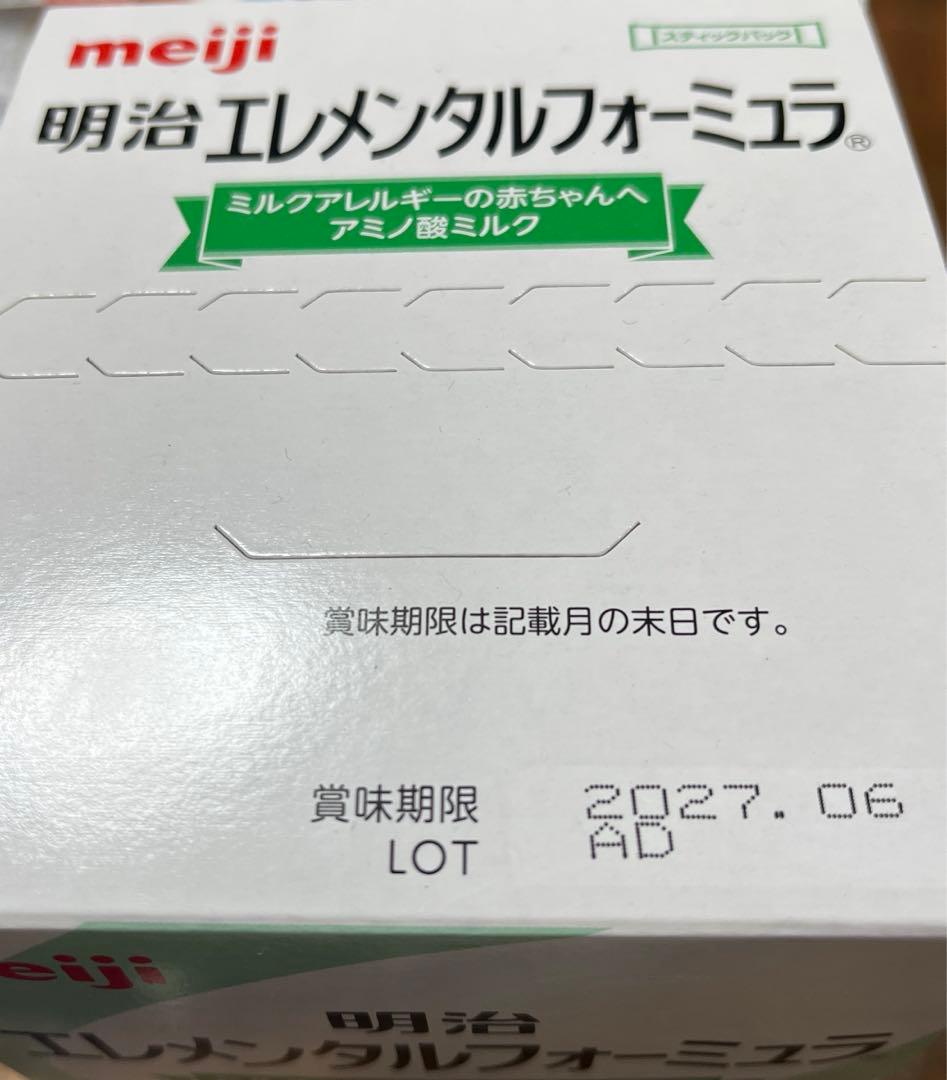 meiji
スティックパック
明治エレメンタルフォーミュラ®
ミルクアレルギーの赤ちゃんへ
アミノ酸ミルク
賞味期限は記載月の末日です。
賞味期限 2027.06
LOT AD
eiji
明治
エレメンタルフォーミュラ